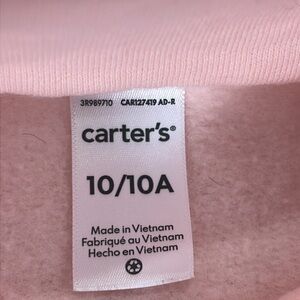 3R989710 CAR127419 AD-R
carter's®
10/10A
Made in Vietnam
Fabriqué au Vietnam
Hecho en Vietnam